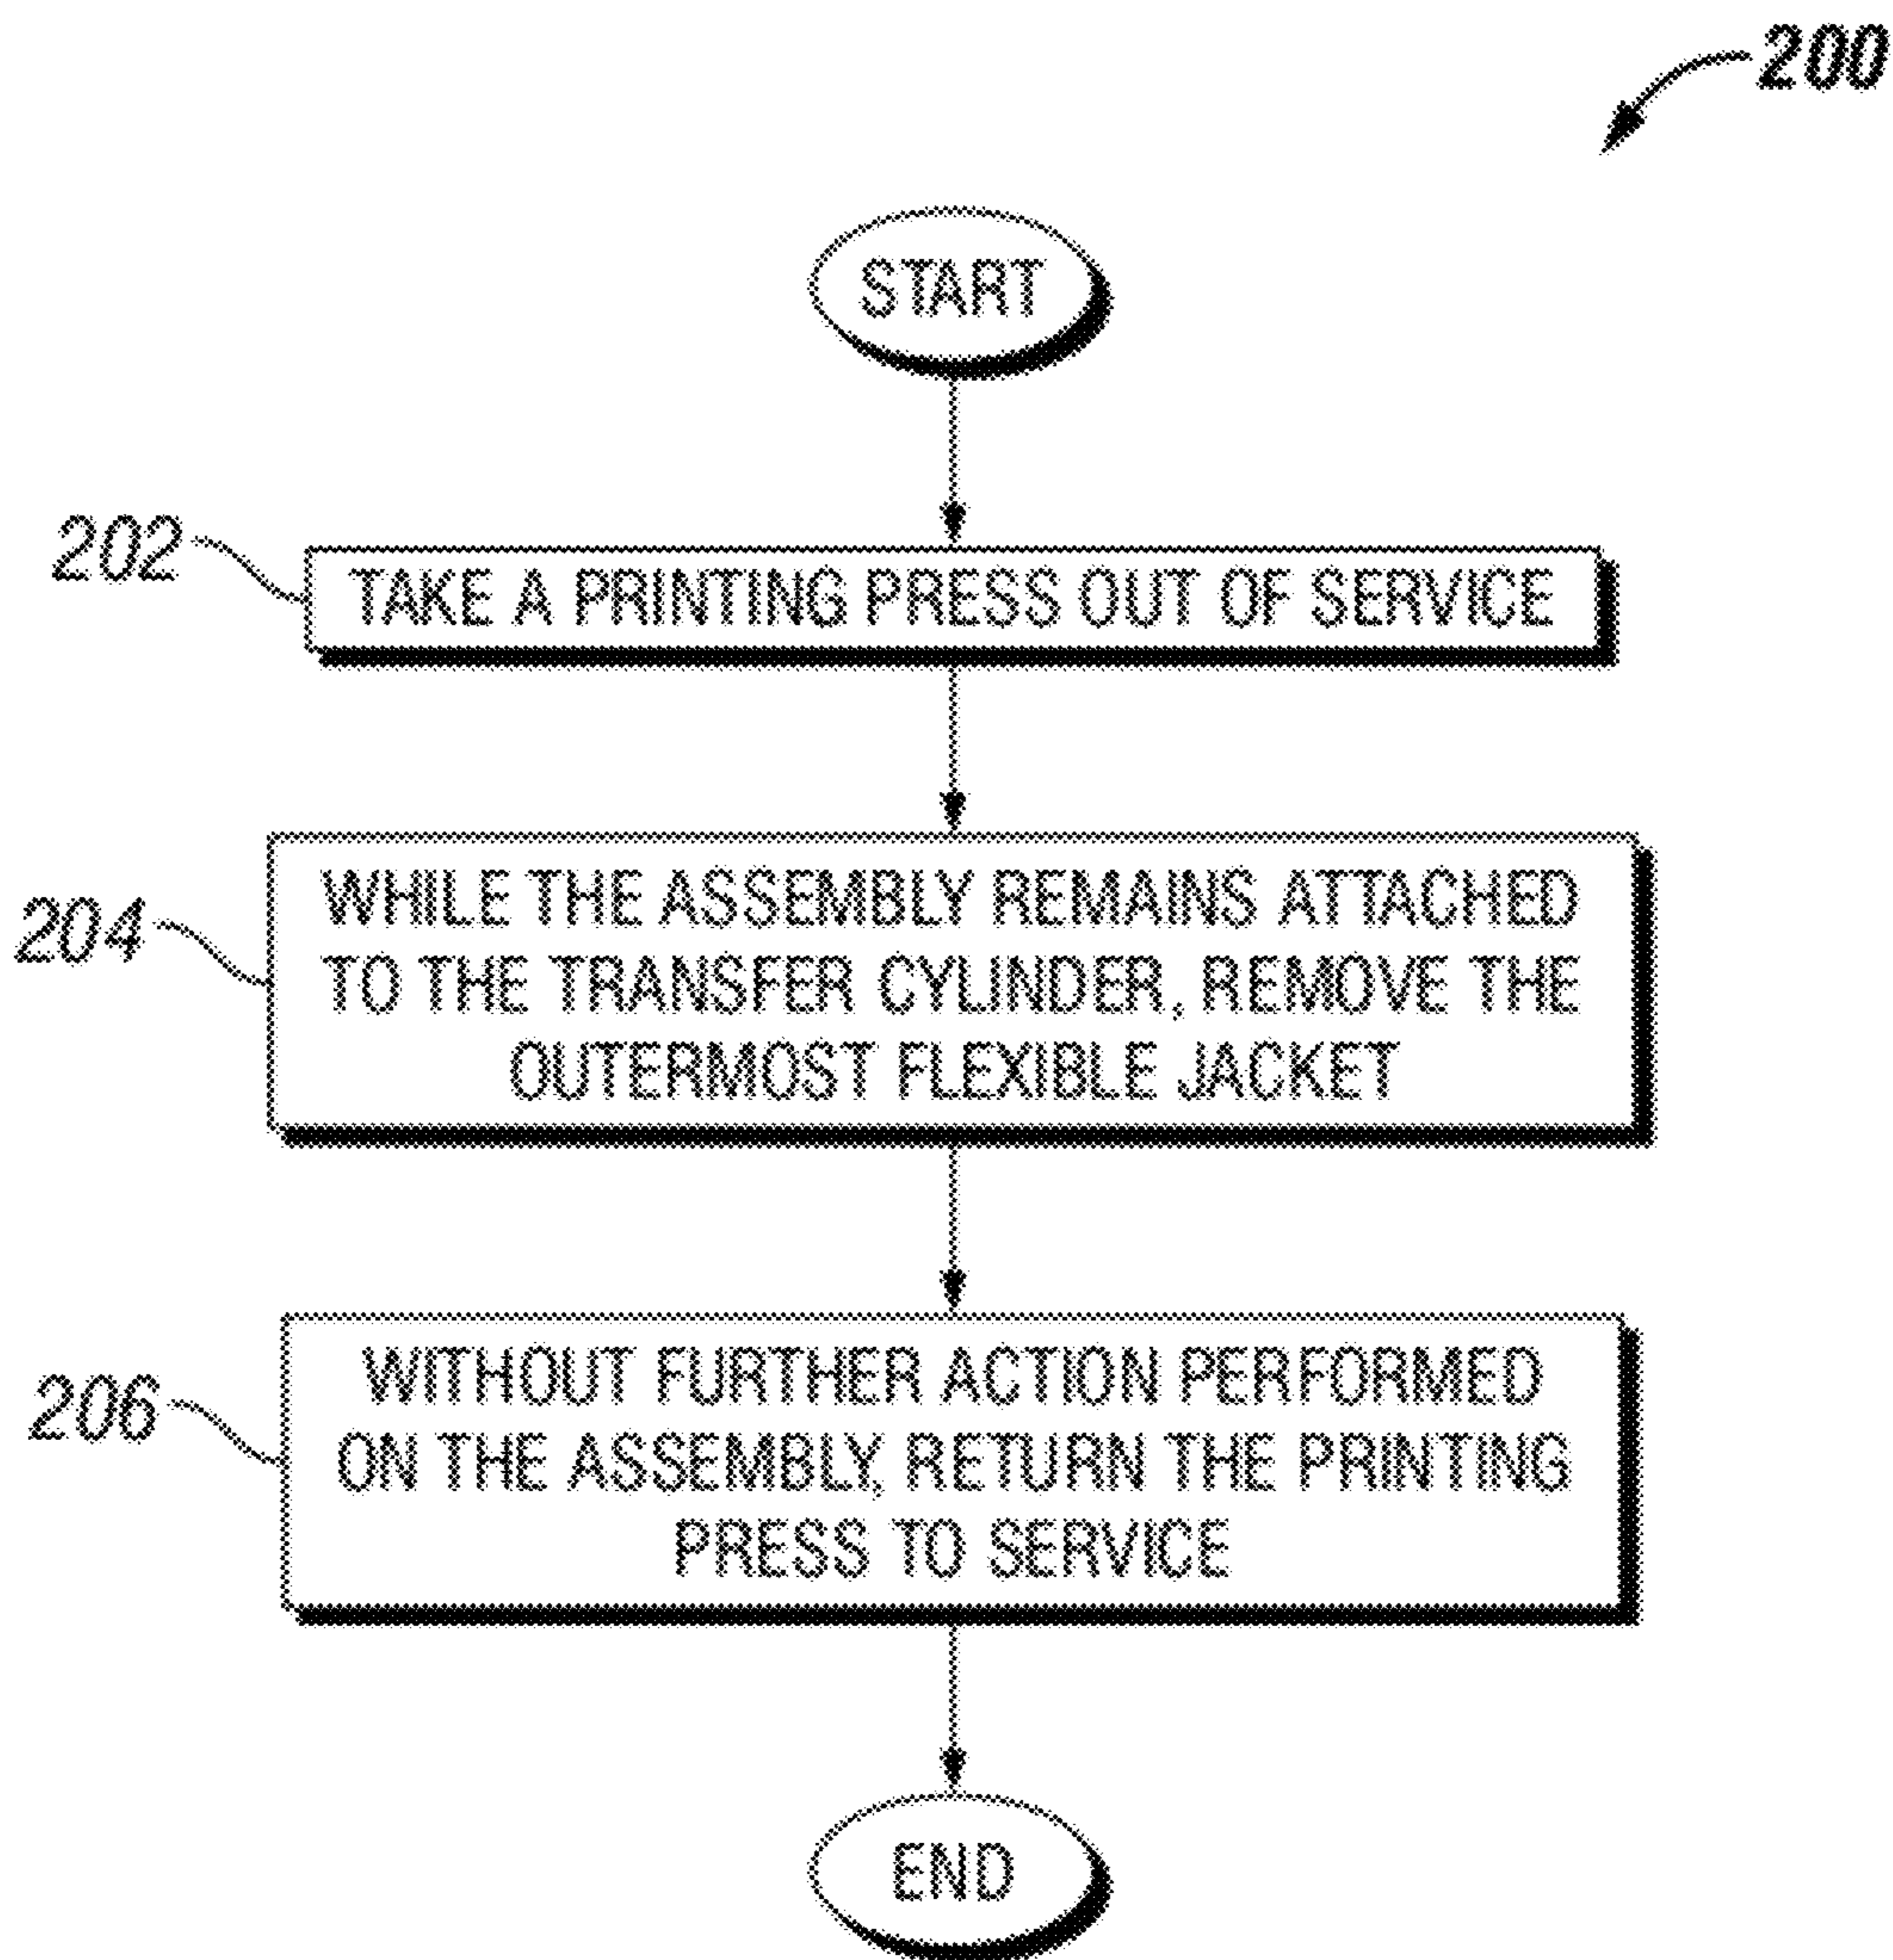 200
START
202
TAKE A PRINTING PRESS OUT OF SERVICE
204
WHILE THE ASSEMBLY REMAINS ATTACHED
TO THE TRANSFER CYLINDER, REMOVE THE
OUTERMOST FLEXIBLE JACKET
206
WITHOUT FURTHER ACTION PERFORMED
ON THE ASSEMBLY, RETURN THE PRINTING
PRESS TO SERVICE
END